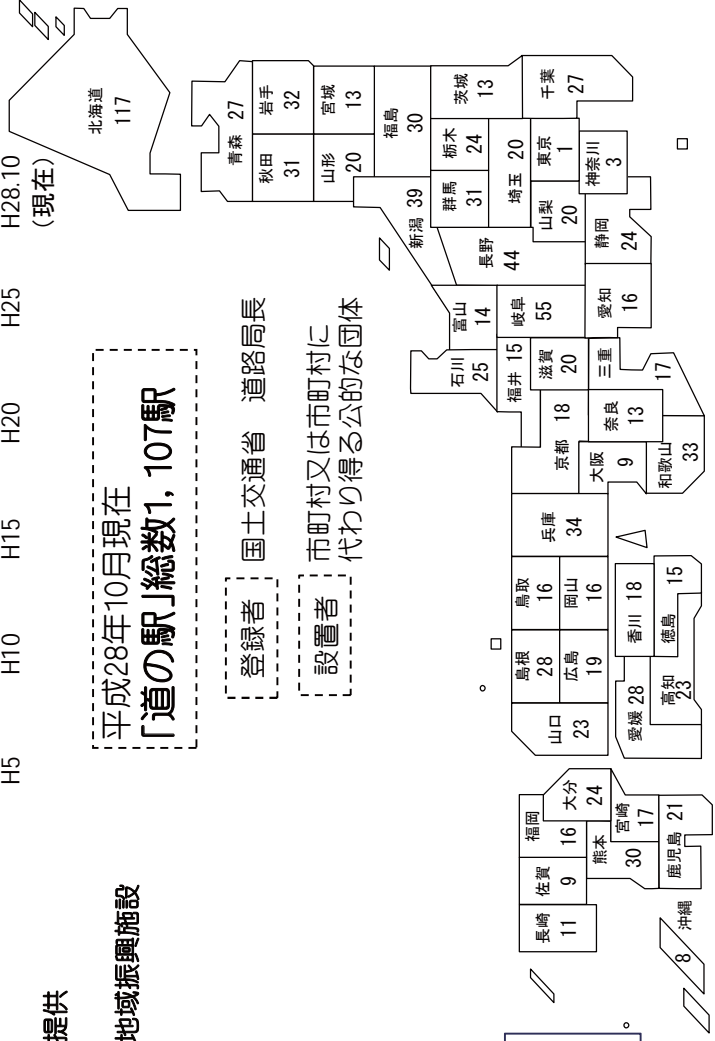 提供
地域振興施設
H5
H10
H15
H20
H25
H28.10
(現在)
平成28年10月現在
「道の駅」総数1,107駅
登録者
国土交通省 道路局長
設置者
市町村又は市町村に
代わり得る公的な団体
北海道
117
青森 27
秋田
31
岩手
32
山形
20
宮城
13
福島
30
新潟 39
群馬
31
栃木
24
茨城
13
埼玉 20
千葉
27
東京
1
神奈川
3
山梨
20
長野
44
静岡
24
富山
14
岐阜
55
愛知
16
石川
25
福井 15
滋賀
20
三重
17
京都 18
奈良
13
大阪
9
和歌山
33
兵庫
34
鳥取
16
岡山
16
島根
28
広島
19
山口
23
香川 18
徳島
15
愛媛 28
高知
23
福岡
16
大分
24
佐賀
9
長崎
11
熊本
30
宮崎
17
鹿児島 21
沖縄
8